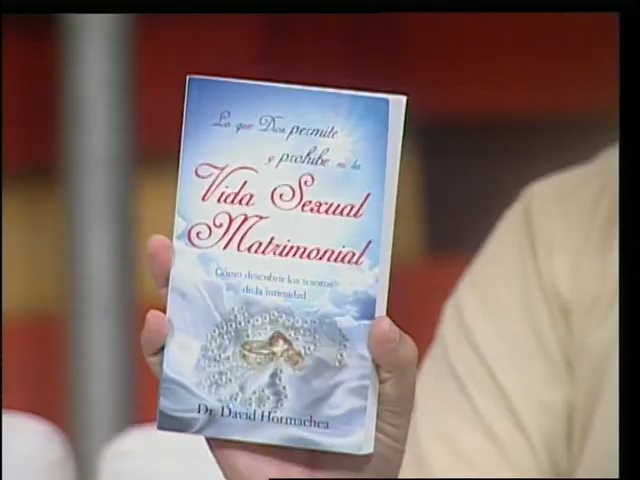 Lo que Dios permite
y prohibe en la
Vida Sexual
Matrimonial
Cómo descubrir los tesoros
de la intimidad
Dr. David Hormachea